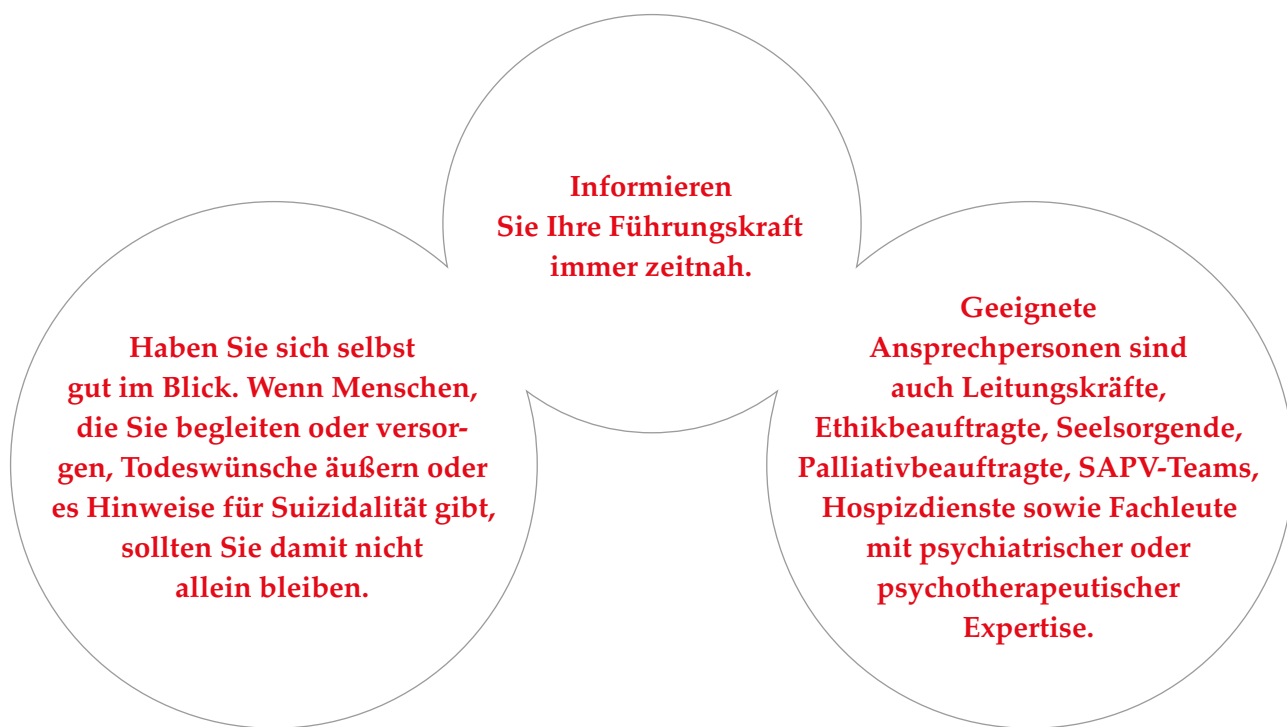 Informieren
Sie Ihre Führungskraft
immer zeitnah.
Haben Sie sich selbst
gut im Blick. Wenn Menschen,
die Sie begleiten oder versor-
gen, Todeswünsche äußern oder
es Hinweise für Suizidalität gibt,
sollten Sie damit nicht
allein bleiben.
Geeignete
Ansprechpersonen sind
auch Leitungskräfte,
Ethikbeauftragte, Seelsorgende,
Palliativbeauftragte, SAPV-Teams,
Hospizdienste sowie Fachleute
mit psychiatrischer oder
psychotherapeutischer
Expertise.